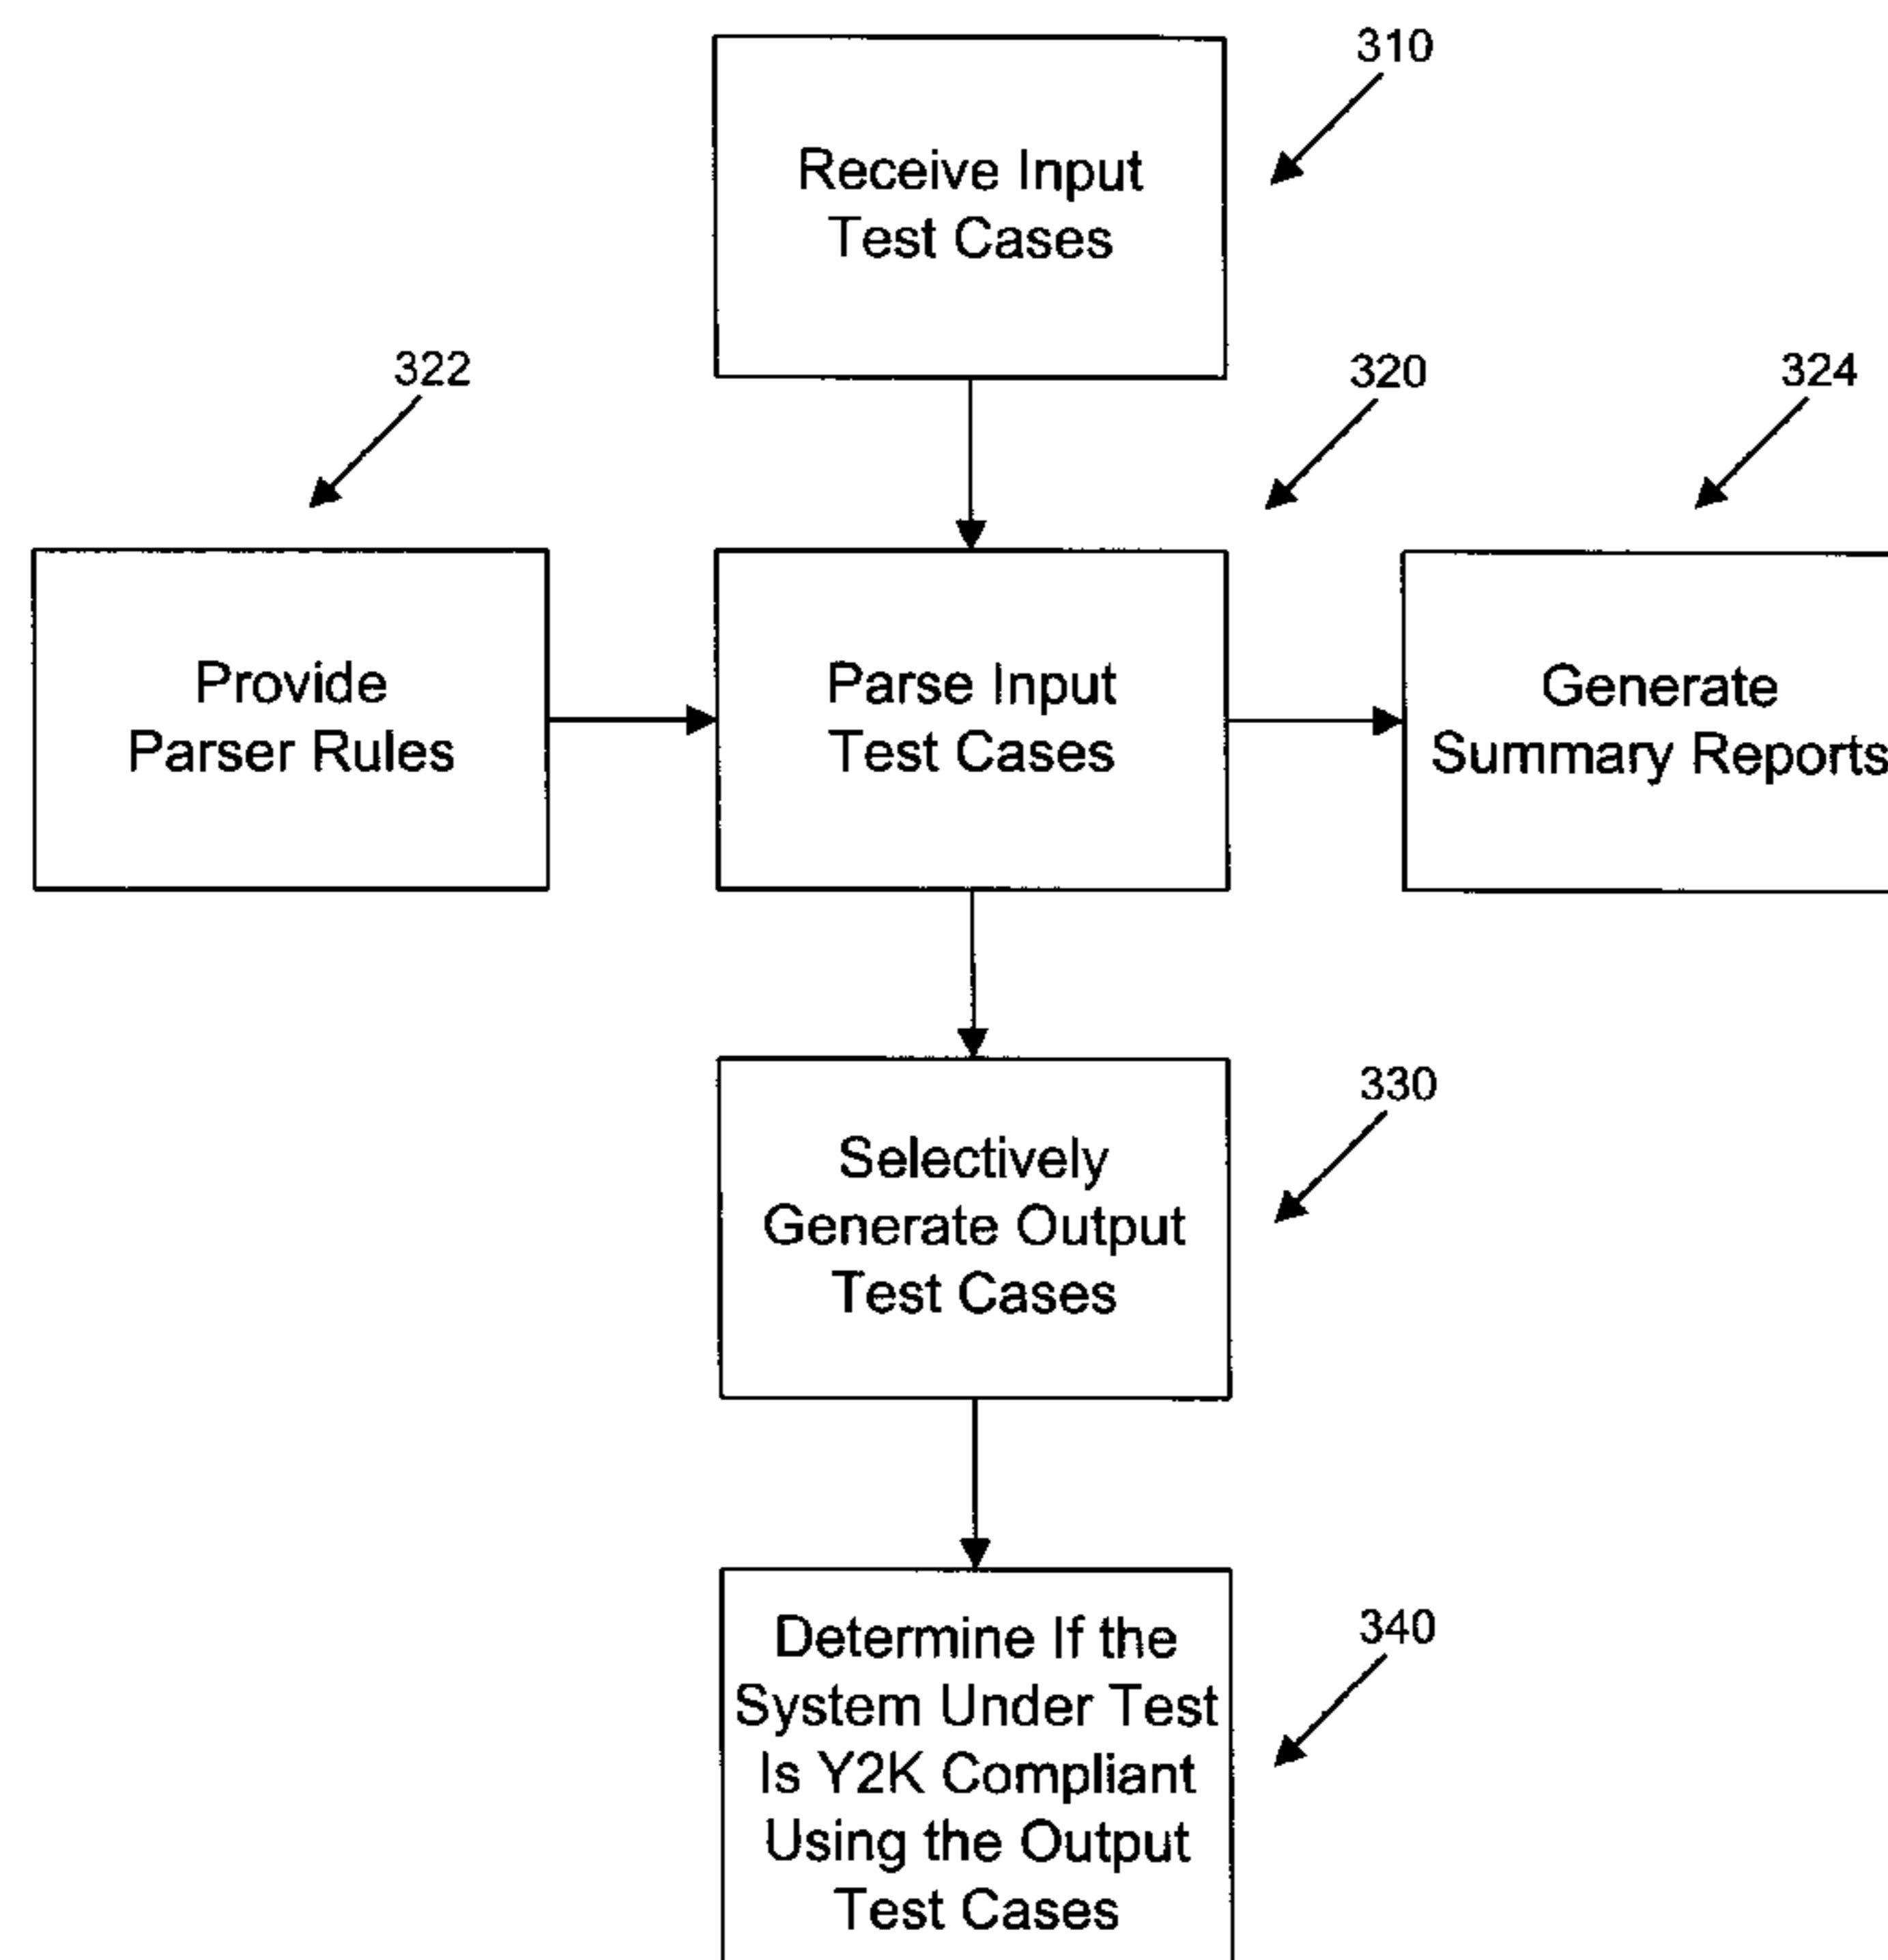 310
Receive Input
Test Cases
322
320
324
Provide
Parser Rules
Parse Input
Test Cases
Generate
Summary Reports
330
Selectively
Generate Output
Test Cases
340
Determine If the
System Under Test
Is Y2K Compliant
Using the Output
Test Cases